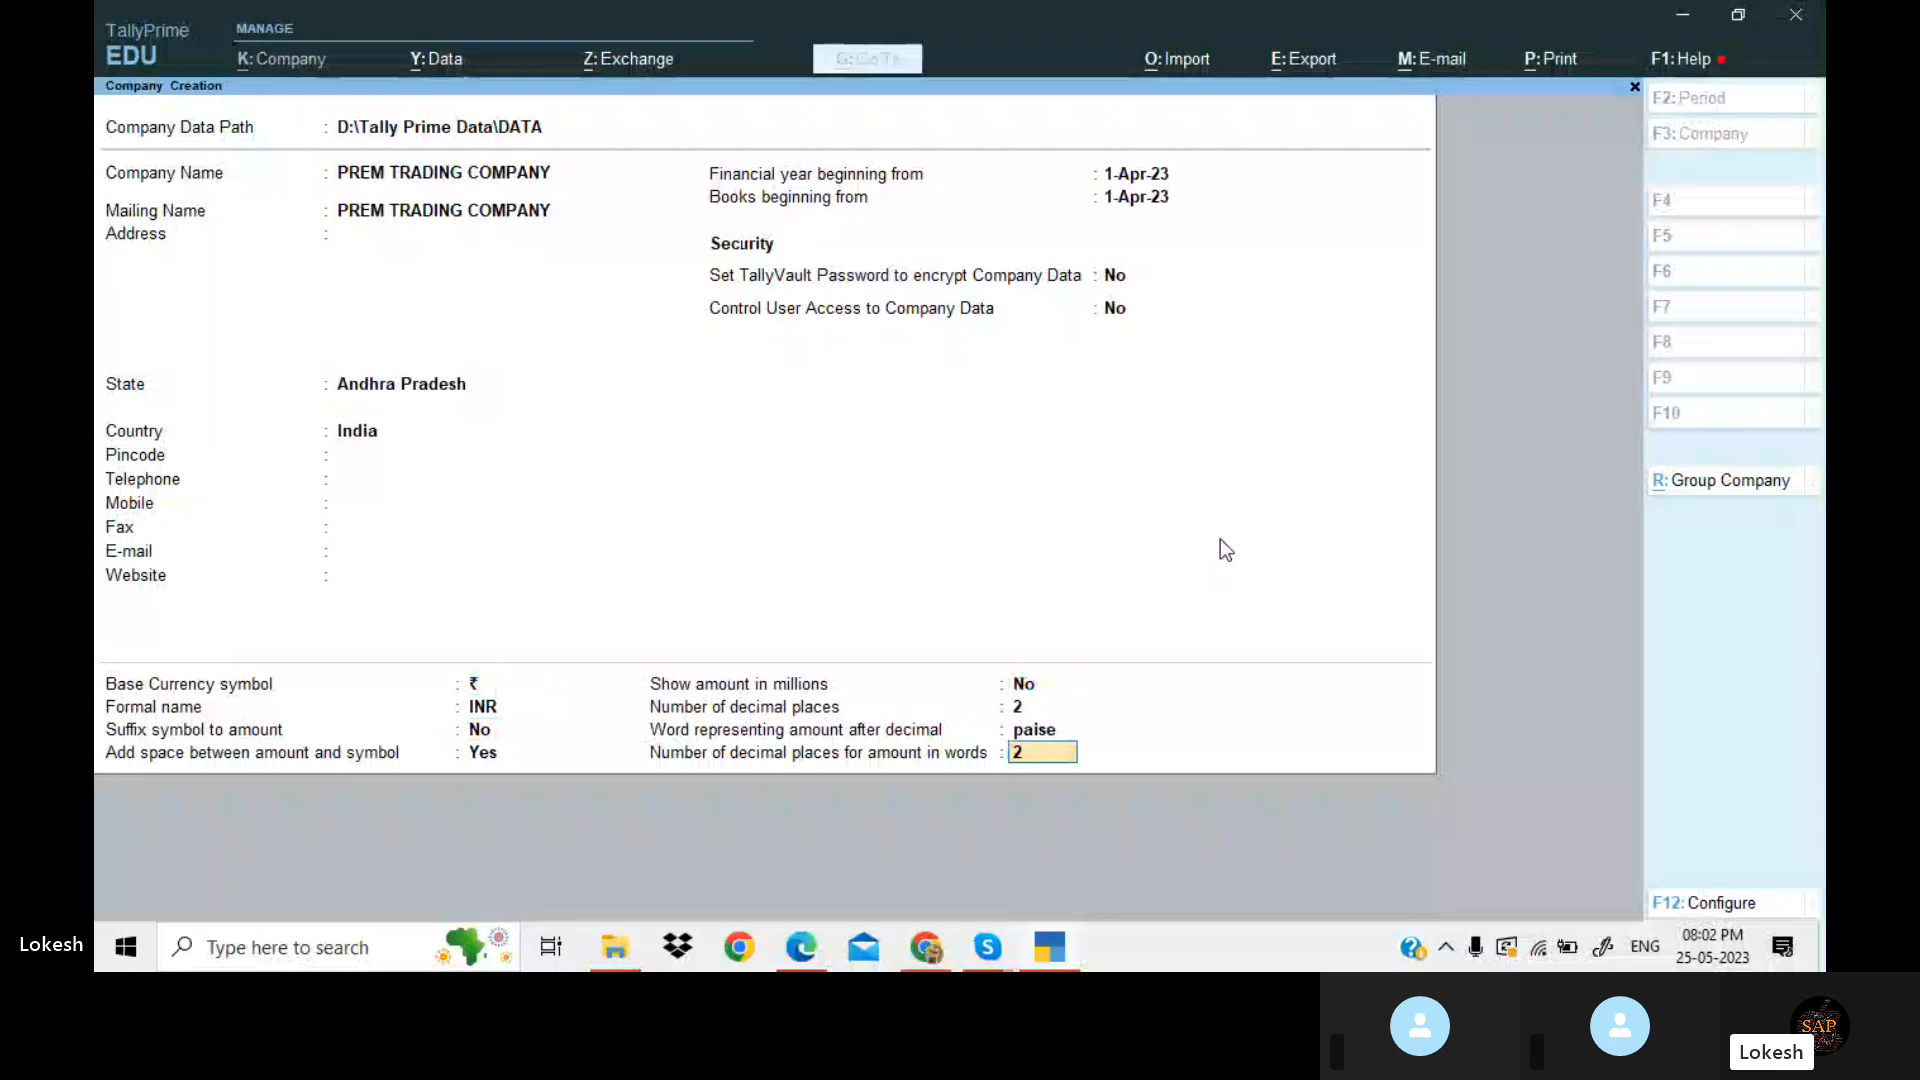 TallyPrime
EDU
MANAGE
K: Company
Y: Data
Z: Exchange
G: Go To
O: Import
E: Export
M: E-mail
P: Print
F1: Help
Company Creation
Company Data Path : D:\Tally Prime Data\DATA
Company Name : PREM TRADING COMPANY
Mailing Name : PREM TRADING COMPANY
Address :
State : Andhra Pradesh
Country : India
Pincode :
Telephone :
Mobile :
Fax :
E-mail :
Website :
Financial year beginning from : 1-Apr-23
Books beginning from : 1-Apr-23
Security
Set TallyVault Password to encrypt Company Data : No
Control User Access to Company Data : No
Base Currency symbol : ₹
Formal name : INR
Suffix symbol to amount : No
Add space between amount and symbol : Yes
Show amount in millions : No
Number of decimal places : 2
Word representing amount after decimal : paise
Number of decimal places for amount in words : 2
F2: Period
F3: Company
F4
F5
F6
F7
F8
F9
F10
R: Group Company
F12: Configure
Lokesh
Type here to search
ENG
08:02 PM
25-05-2023
SAP
Lokesh